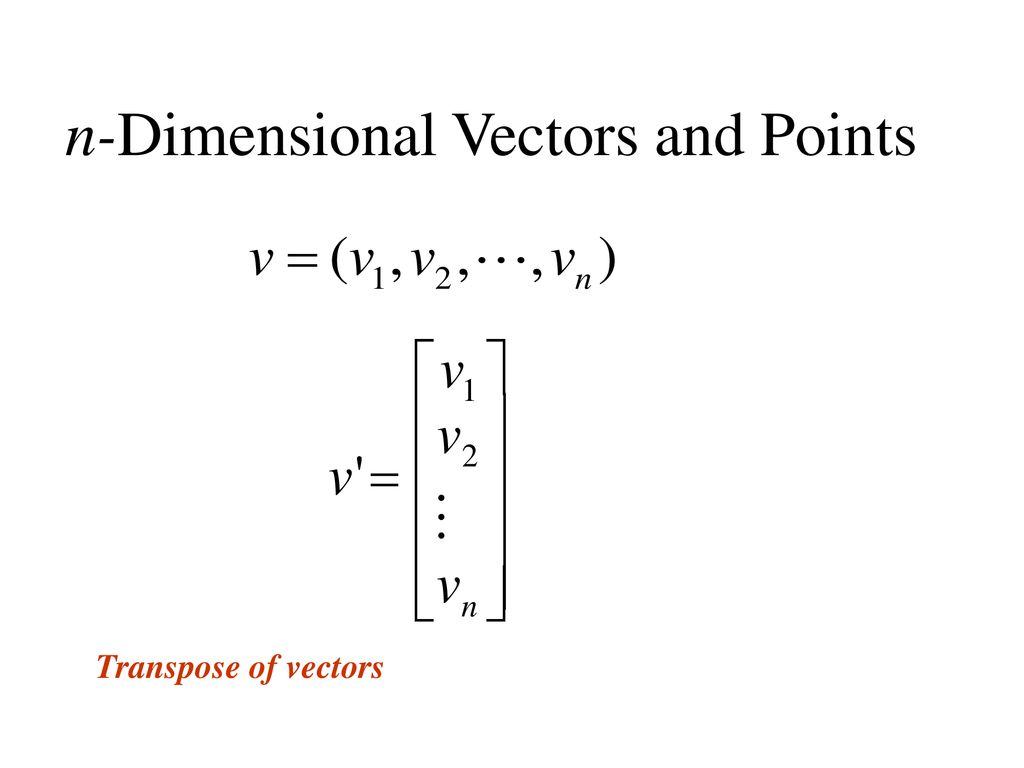 n-Dimensional Vectors and Points
v = (v₁, v₂, ⋯, vₙ)
v' = [v₁
v₂
⋮
vₙ]
Transpose of vectors